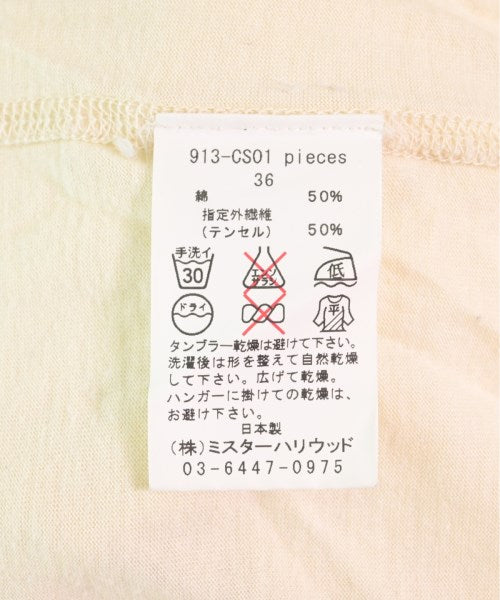 913-CS01 pieces
36
綿 50%
指定外繊維
(テンセル) 50%
手洗イ
30
エンソ
サラシ
低
ドライ
平
タンブラー乾燥は避けて下さい。
洗濯後は形を整えて自然乾燥
して下さい。広げて乾燥。
ハンガーに掛けての乾燥は、
お避け下さい。
日本製
(株)ミスターハリウッド
03-6447-0975